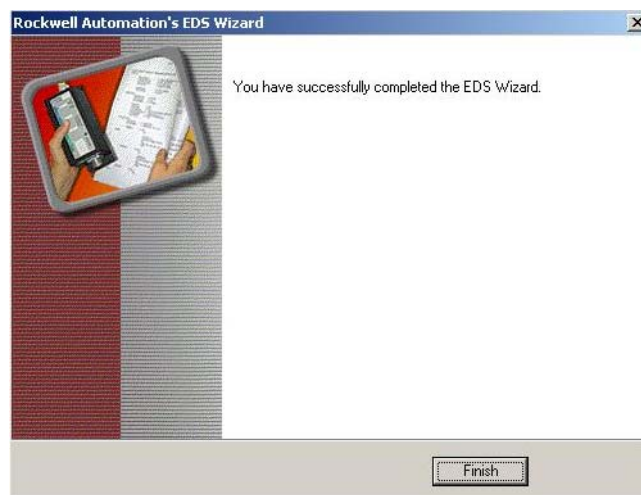 Rockwell Automation's EDS Wizard
You have successfully completed the EDS Wizard.
Finish